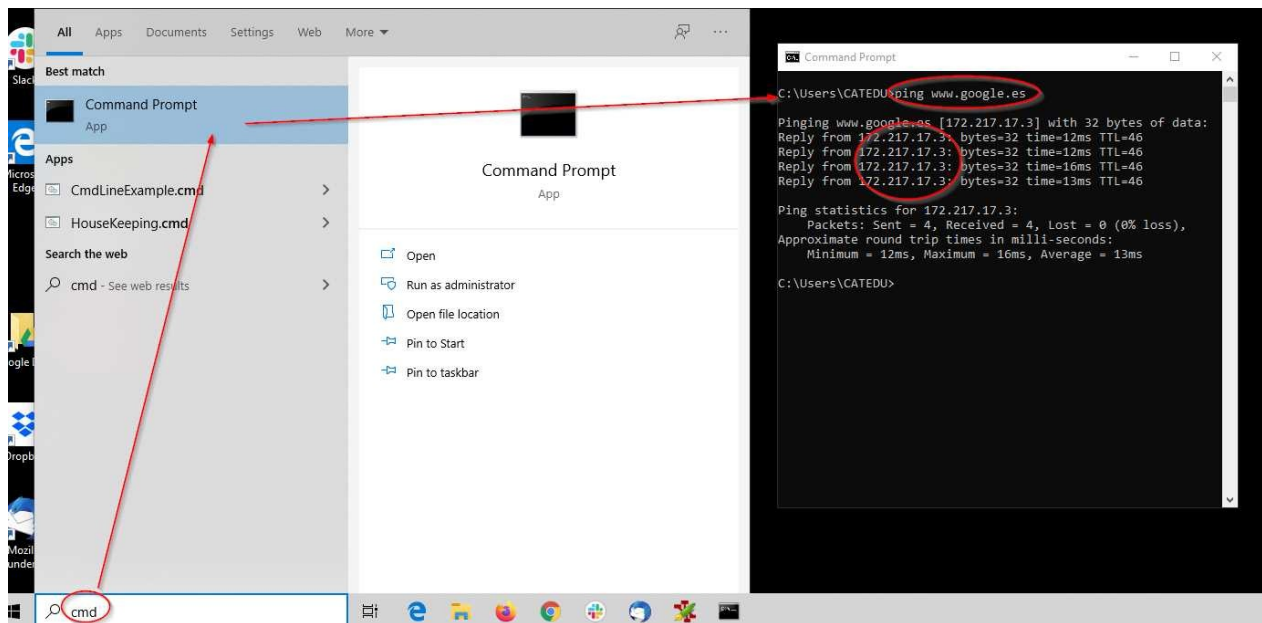 All Apps Documents Settings Web More
Best match
Command Prompt
App
Apps
CmdLineExample.cmd
HouseKeeping.cmd
Search the web
cmd - See web results
cmd
Command Prompt
App
Open
Run as administrator
Open file location
Pin to Start
Pin to taskbar
Slac
Edge
ogle
Dropb
Mozil
under
Command Prompt
C:\Users\CATEDU>ping www.google.es
Pinging www.google.es [172.217.17.3] with 32 bytes of data:
Reply from 172.217.17.3: bytes=32 time=12ms TTL=46
Reply from 172.217.17.3: bytes=32 time=12ms TTL=46
Reply from 172.217.17.3: bytes=32 time=16ms TTL=46
Reply from 172.217.17.3: bytes=32 time=13ms TTL=46
Ping statistics for 172.217.17.3:
Packets: Sent = 4, Received = 4, Lost = 0 (0% loss),
Approximate round trip times in milli-seconds:
Minimum = 12ms, Maximum = 16ms, Average = 13ms
C:\Users\CATEDU>